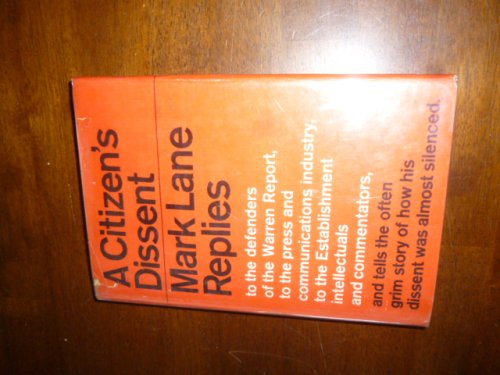 A Citizen's
Dissent
Mark Lane
Replies
to the defenders
of the Warren Report,
to the press and
communications industry,
to the Establishment
intellectuals
and commentators,
and tells the often
grim story of how his
dissent was almost silenced.